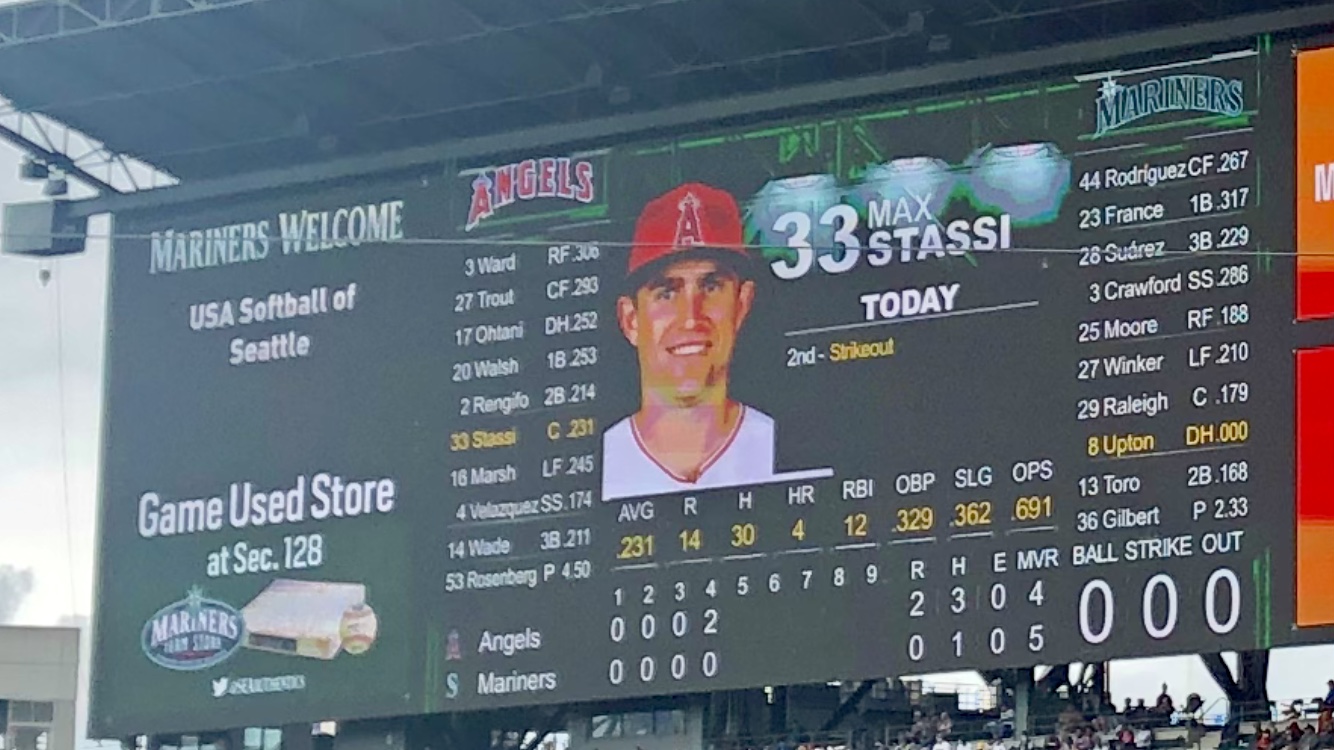 MARINERS WELCOME
USA Softball of
Seattle
Game Used Store
at Sec. 128
MARINERS
TEAM STORE
ANGELS
3 Ward RF .306
27 Trout CF .293
17 Ohtani DH .252
20 Walsh 1B .253
2 Rengifo 2B .214
33 Stassi C .231
16 Marsh LF .245
4 Velazquez SS .174
14 Wade 3B .211
53 Rosenberg P 4.50
A
33 MAX
STASSI
TODAY
2nd - Strikeout
AVG R H HR RBI OBP SLG OPS
.231 14 30 4 12 .329 .362 .691
1 2 3 4 5 6 7 8 9 R H E MVR
Angels 0 0 0 2 2 3 0 4
S Mariners 0 0 0 0 0 1 0 5
MARINERS
44 Rodríguez CF .267
23 France 1B .317
28 Suárez 3B .229
3 Crawford SS .286
25 Moore RF .188
27 Winker LF .210
29 Raleigh C .179
8 Upton DH .000
13 Toro 2B .168
36 Gilbert P 2.33
BALL STRIKE OUT
0 0 0
M